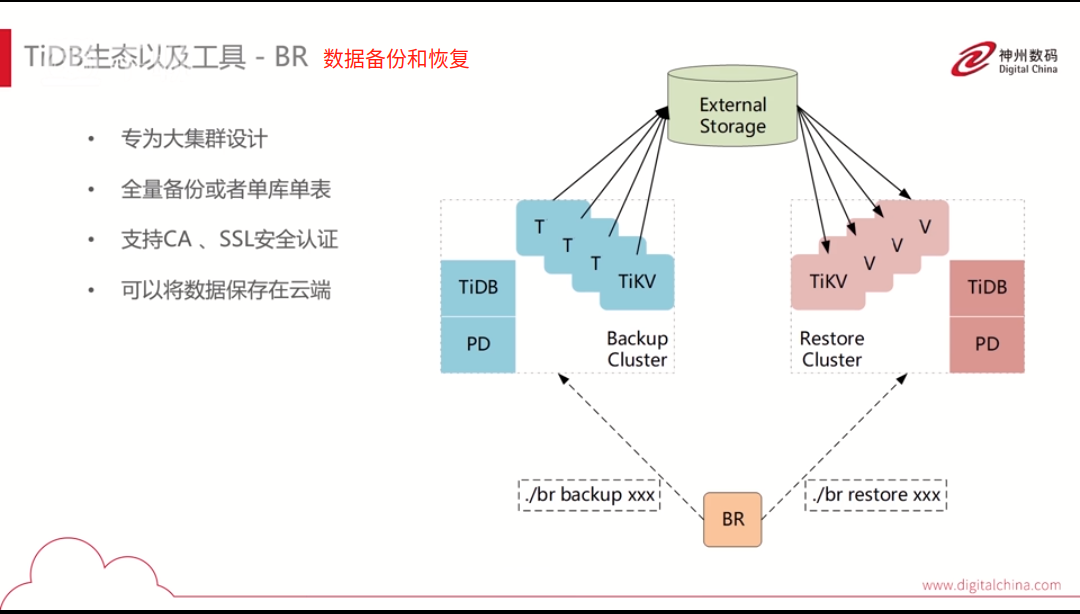 TiDB生态以及工具 - BR 数据备份和恢复
神州数码
Digital China
• 专为大集群设计
• 全量备份或者单库单表
• 支持CA 、SSL安全认证
• 可以将数据保存在云端
External
Storage
T
T
T
TiKV
TiDB
PD
Backup
Cluster
V
V
V
TiKV
TiDB
PD
Restore
Cluster
./br backup xxx
./br restore xxx
BR
www.digitalchina.com